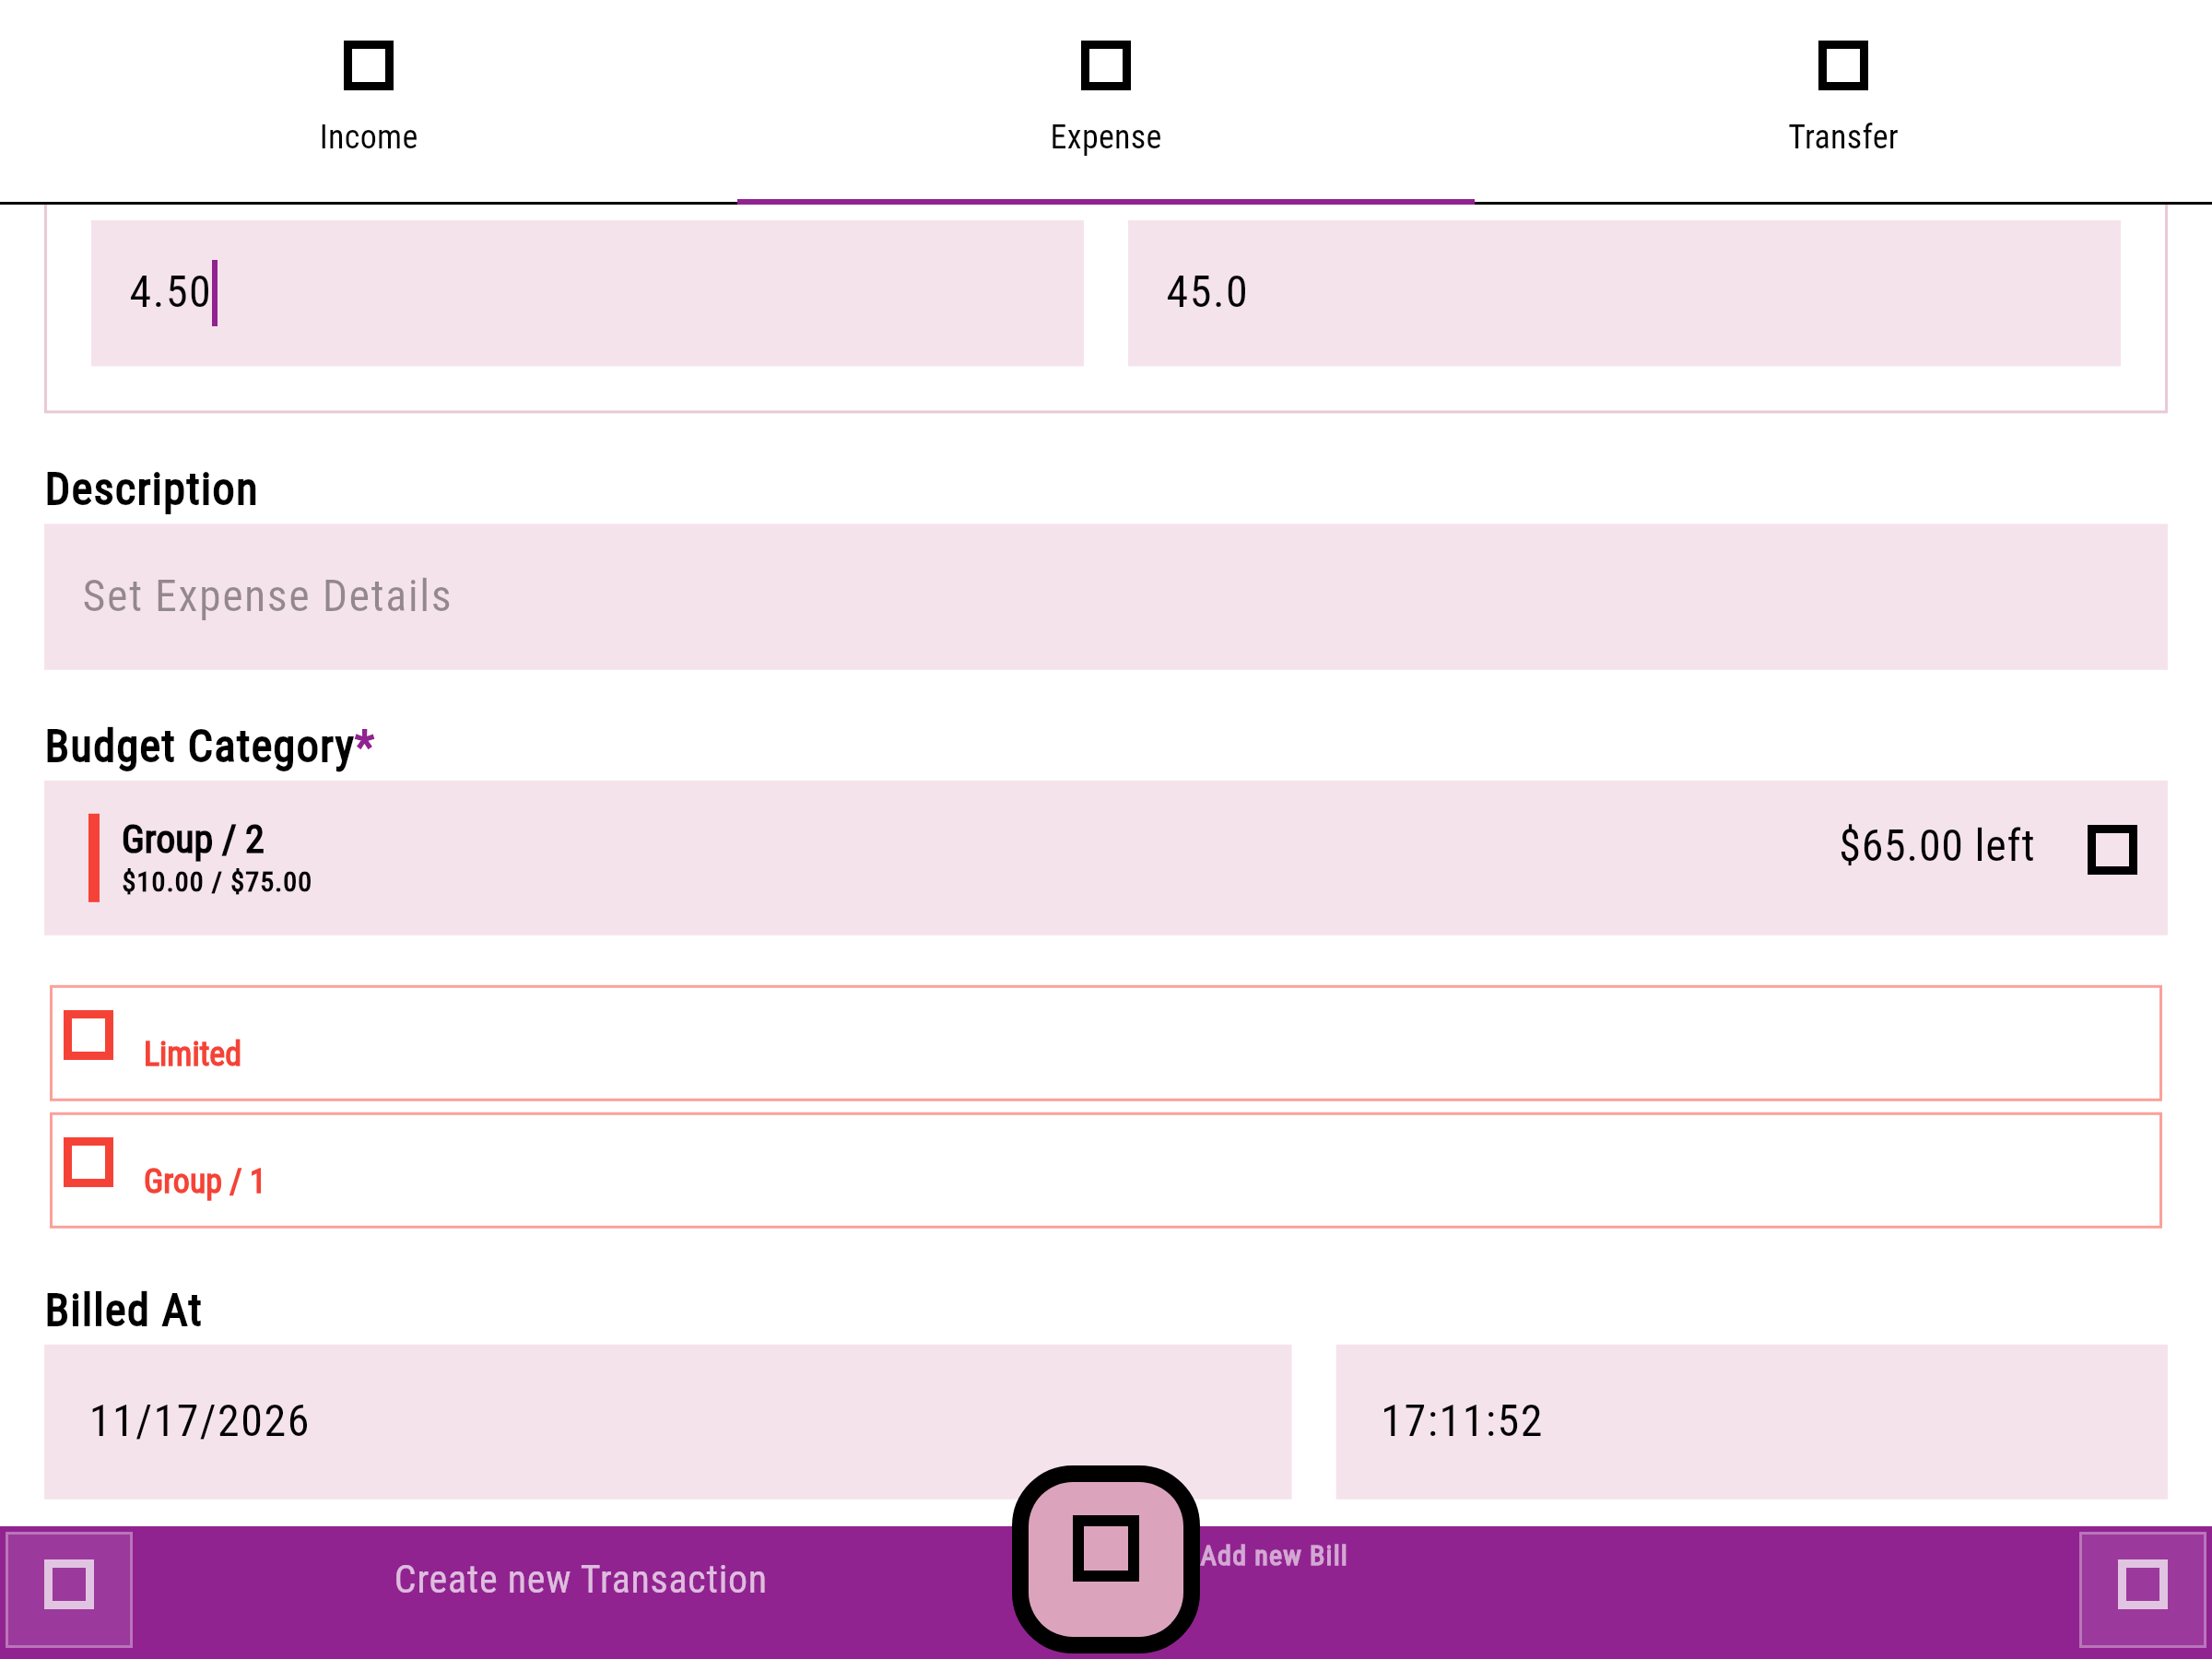 Income
Expense
Transfer
4.50
45.0
Description
Set Expense Details
Budget Category*
Group / 2
$10.00 / $75.00
$65.00 left
Limited
Group / 1
Billed At
11/17/2026
17:11:52
Create new Transaction
Add new Bill